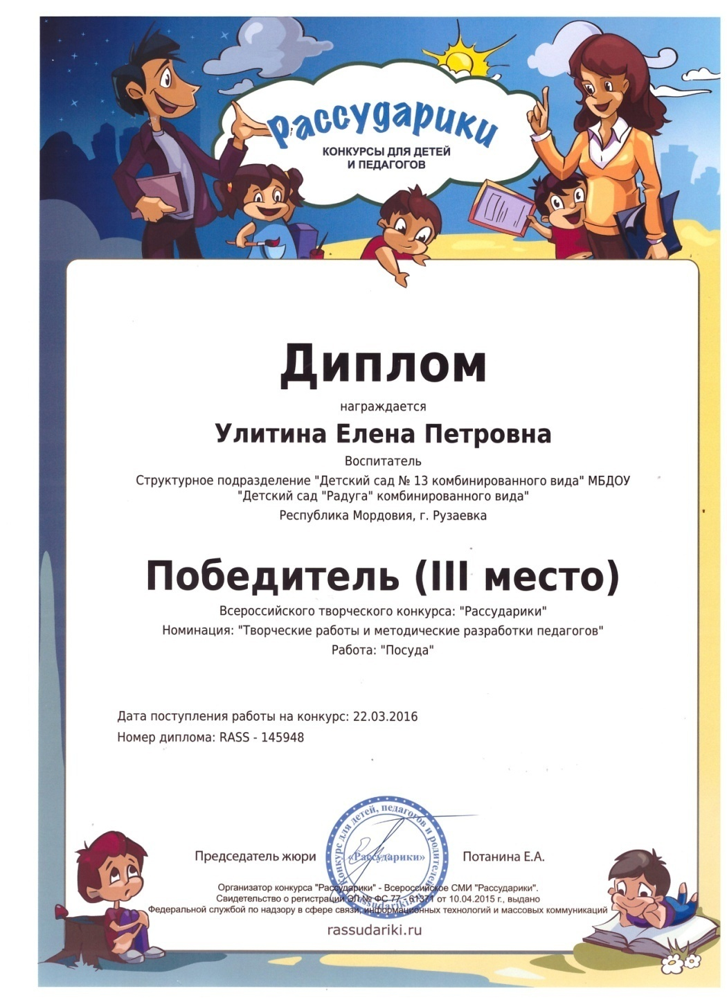 Рассударики
КОНКУРСЫ ДЛЯ ДЕТЕЙ
И ПЕДАГОГОВ
Диплом
награждается
Улитина Елена Петровна
Воспитатель
Структурное подразделение "Детский сад № 13 комбинированного вида" МБДОУ
"Детский сад "Радуга" комбинированного вида"
Республика Мордовия, г. Рузаевка
Победитель (III место)
Всероссийского творческого конкурса: "Рассударики"
Номинация: "Творческие работы и методические разработки педагогов"
Работа: "Посуда"
Дата поступления работы на конкурс: 22.03.2016
Номер диплома: RASS - 145948
Конкурс для детей, педагогов и родителей
«Рассударики»
rassudariki.ru
Председатель жюри
Потанина Е.А.
Организатор конкурса "Рассударики" - Всероссийское СМИ "Рассударики".
Свидетельство о регистрации ЭЛ № ФС 77 - 61371 от 10.04.2015 г., выдано
Федеральной службой по надзору в сфере связи, информационных технологий и массовых коммуникаций
rassudariki.ru